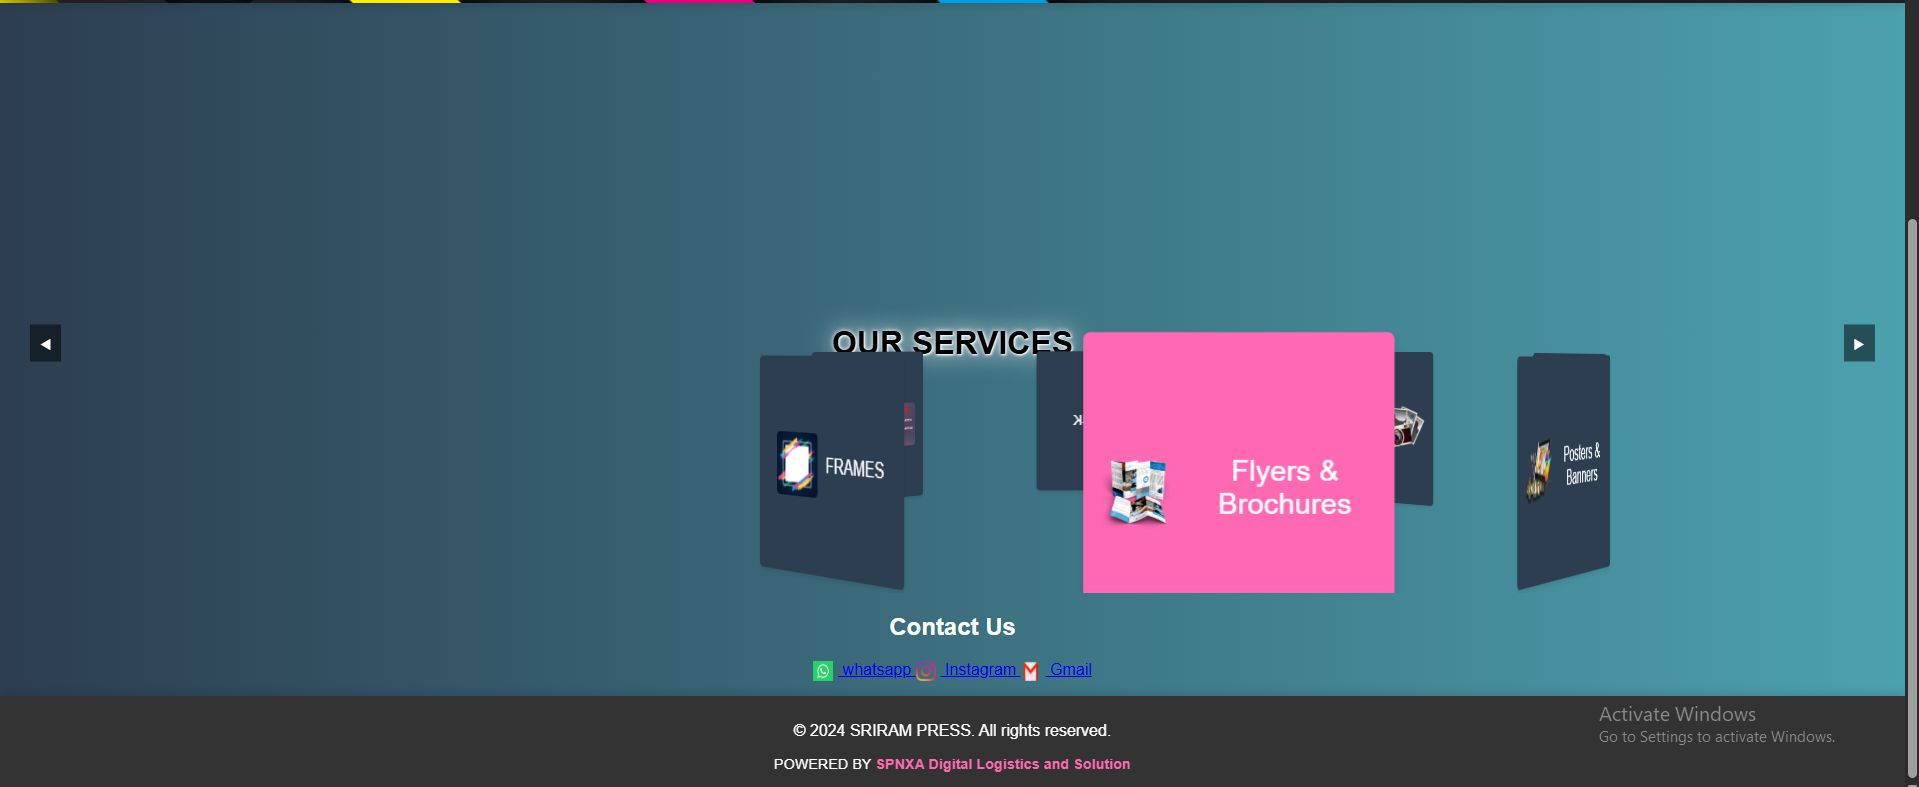 OUR SERVICES
FRAMES
Flyers &
Brochures
Posters &
Banners
Contact Us
whatsapp Instagram Gmail
© 2024 SRIRAM PRESS. All rights reserved.
POWERED BY SPNXA Digital Logistics and Solution
Activate Windows
Go to Settings to activate Windows.